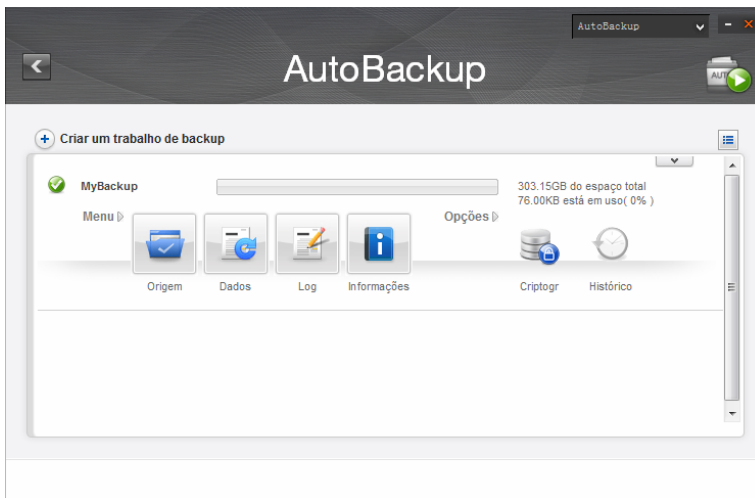 AutoBackup
AutoBackup
AUTO
Criar um trabalho de backup
MyBackup
303.15GB do espaço total
76.00KB está em uso( 0% )
Menu
Opções
Origem
Dados
Log
Informações
Criptogr
Histórico